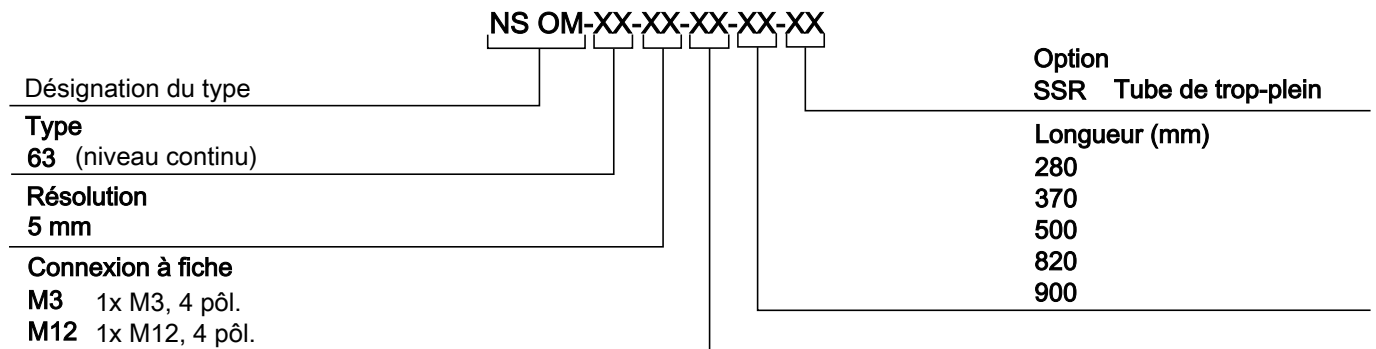 NS OM-XX-XX-XX-XX-XX
Désignation du type
Type
63 (niveau continu)
Résolution
5 mm
Connexion à fiche
M3 1x M3, 4 pôl.
M12 1x M12, 4 pôl.
Option
SSR Tube de trop-plein
Longueur (mm)
280
370
500
820
900